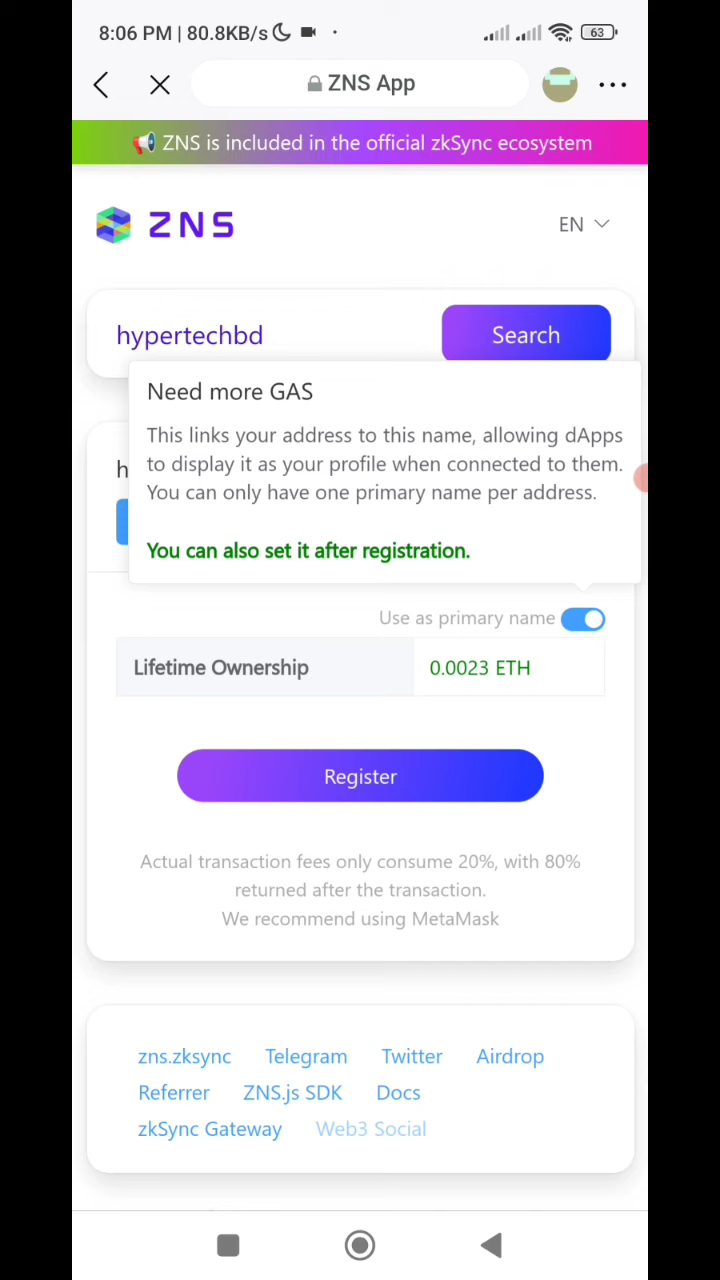 8:06 PM | 80.8KB/s
63
ZNS App
ZNS is included in the official zkSync ecosystem
ZNS
EN
hypertechbd
Search
Need more GAS
This links your address to this name, allowing dApps
to display it as your profile when connected to them.
You can only have one primary name per address.
You can also set it after registration.
h
Use as primary name
Lifetime Ownership
0.0023 ETH
Register
Actual transaction fees only consume 20%, with 80%
returned after the transaction.
We recommend using MetaMask
zns.zksync Telegram Twitter Airdrop
Referrer ZNS.js SDK Docs
zkSync Gateway Web3 Social